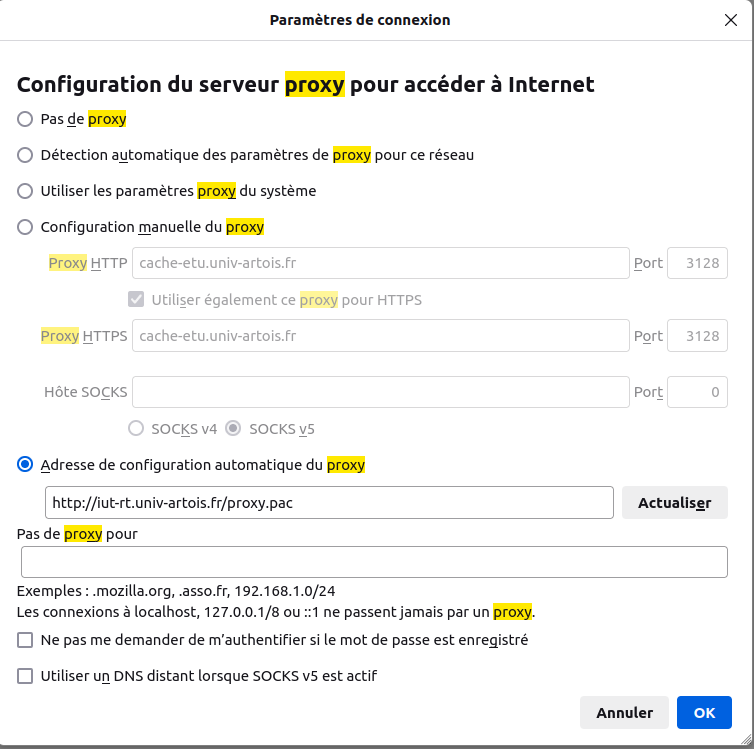 Paramètres de connexion
Configuration du serveur proxy pour accéder à Internet
Pas de proxy
Détection automatique des paramètres de proxy pour ce réseau
Utiliser les paramètres proxy du système
Configuration manuelle du proxy
Proxy HTTP cache-etu.univ-artois.fr Port 3128
Utiliser également ce proxy pour HTTPS
Proxy HTTPS cache-etu.univ-artois.fr Port 3128
Hôte SOCKS Port 0
SOCKS v4 SOCKS v5
Adresse de configuration automatique du proxy
http://iut-rt.univ-artois.fr/proxy.pac Actualiser
Pas de proxy pour
Exemples : .mozilla.org, .asso.fr, 192.168.1.0/24
Les connexions à localhost, 127.0.0.1/8 ou ::1 ne passent jamais par un proxy.
Ne pas me demander de m’authentifier si le mot de passe est enregistré
Utiliser un DNS distant lorsque SOCKS v5 est actif
Annuler OK